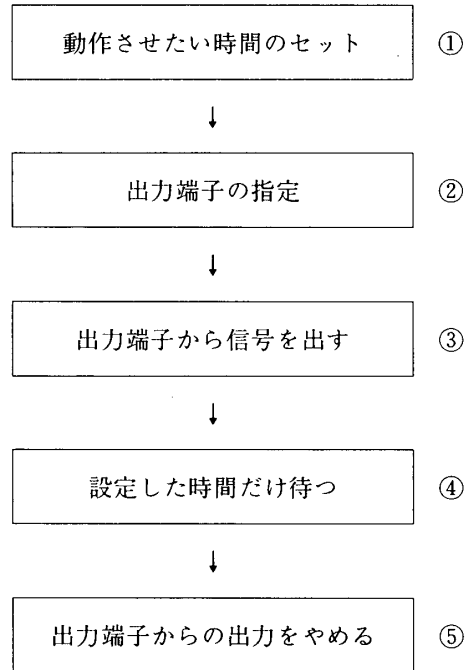 動作させたい時間のセット ①
↓
出力端子の指定 ②
↓
出力端子から信号を出す ③
↓
設定した時間だけ待つ ④
↓
出力端子からの出力をやめる ⑤